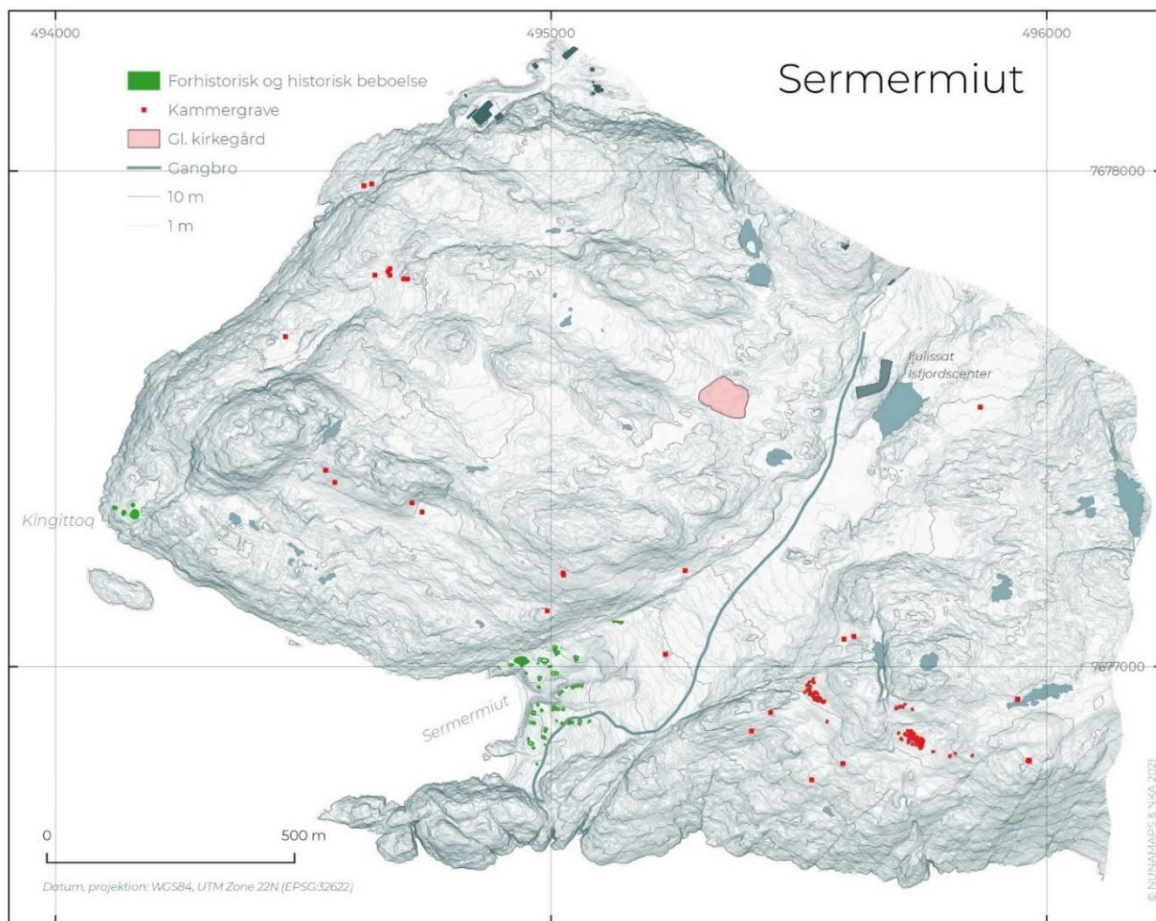 494000
495000
496000
Sermermiut
Forhistorisk og historisk beboelse
Kammergrave
Gl. kirkegård
Gangbro
10 m
1 m
7678000
Ilulissat
Isfjordscenter
Kingittoq
7677000
Sermermiut
0
500 m
Datum, projektion: WGS84, UTM Zone 22N (EPSG:32622)
© NUNAMAPS & NKA 2021